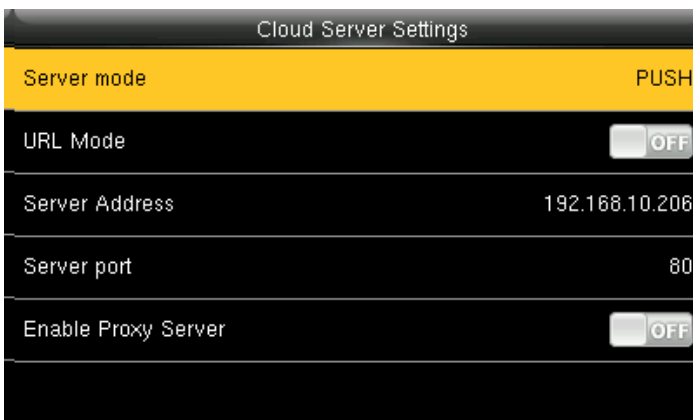 Cloud Server Settings
Server mode PUSH
URL Mode OFF
Server Address 192.168.10.206
Server port 80
Enable Proxy Server OFF